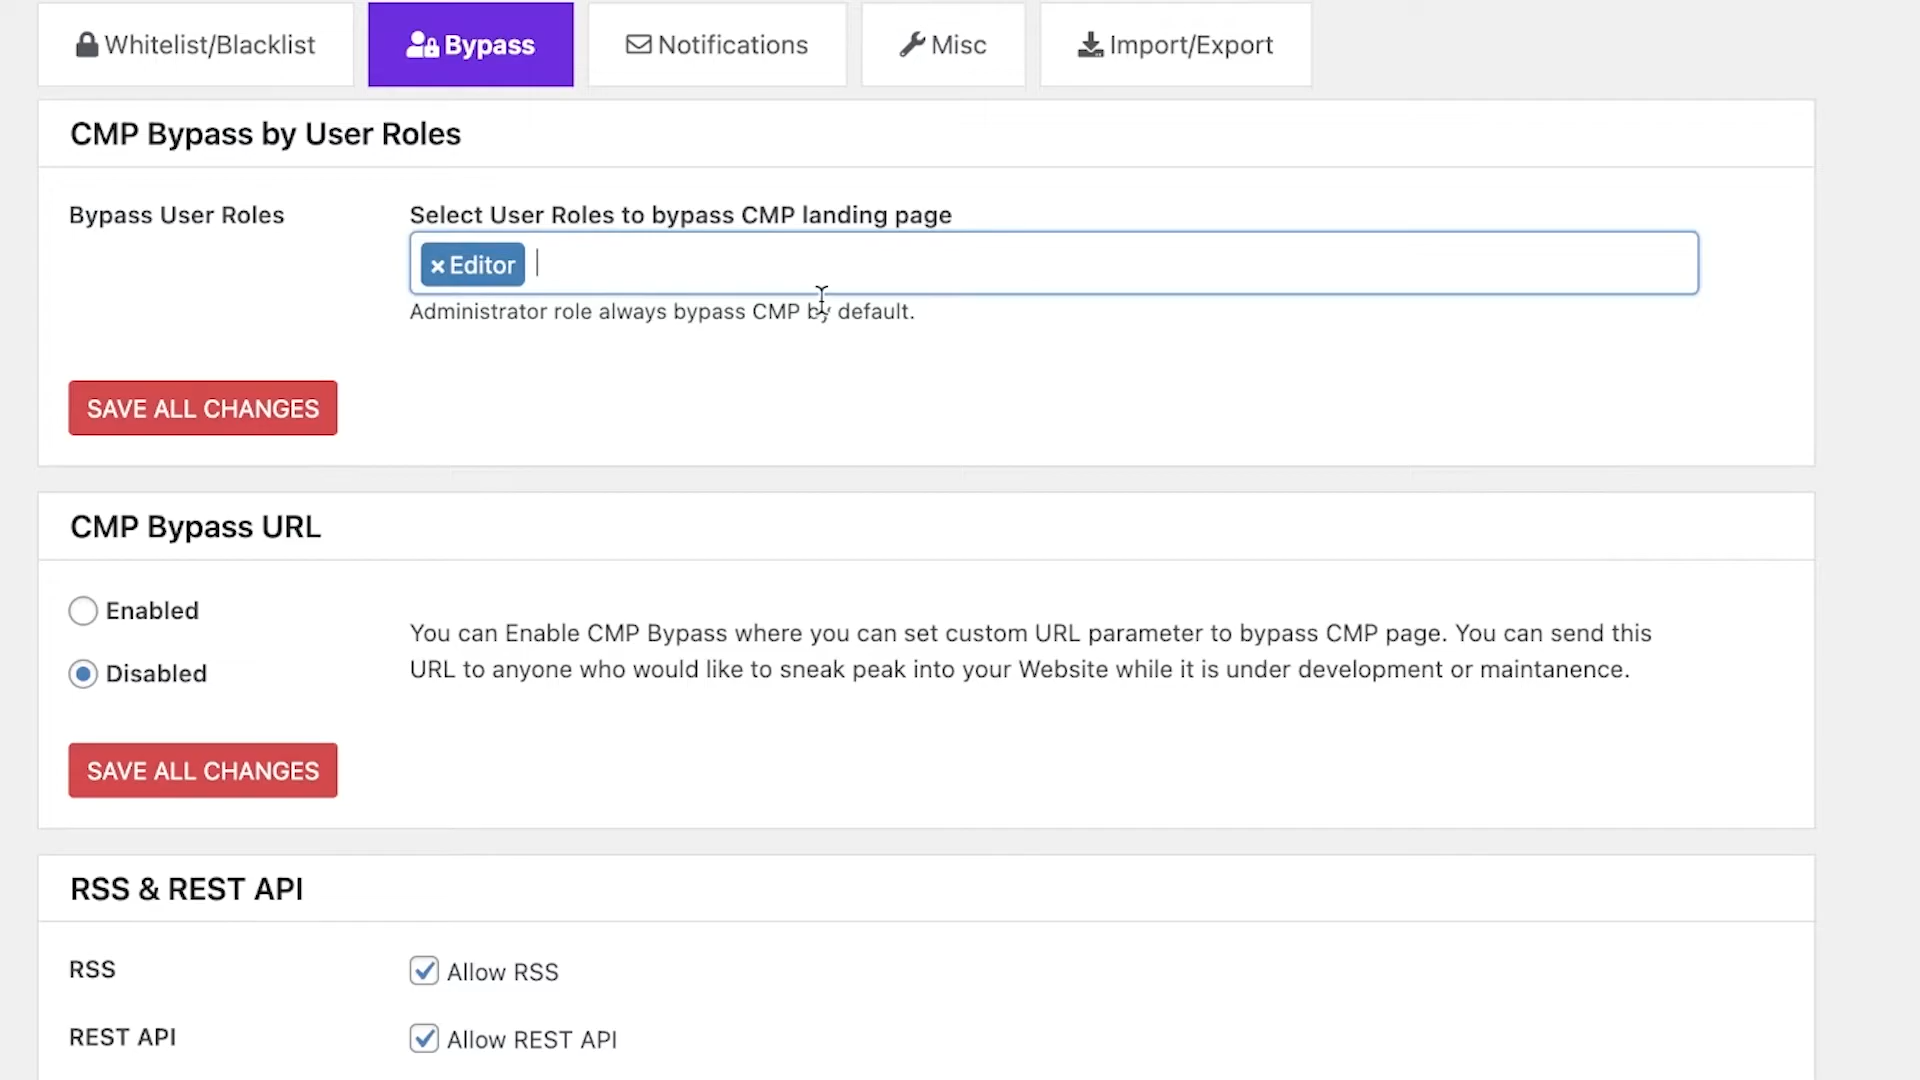 Whitelist/Blacklist
Bypass
Notifications
Misc
Import/Export
CMP Bypass by User Roles
Bypass User Roles
Select User Roles to bypass CMP landing page
× Editor
Administrator role always bypass CMP by default.
SAVE ALL CHANGES
CMP Bypass URL
Enabled
Disabled
You can Enable CMP Bypass where you can set custom URL parameter to bypass CMP page. You can send this
URL to anyone who would like to sneak peak into your Website while it is under development or maintanence.
SAVE ALL CHANGES
RSS & REST API
RSS
Allow RSS
REST API
Allow REST API